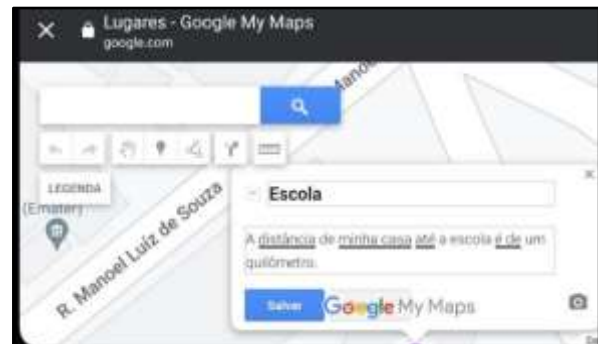 Lugares - Google My Maps
google.com
LEGENDA
(Emater)
R. Manoel Luíz de Souza
Escola
A distância de minha casa até a escola é de um
quilômetro.
Salvar
Google My Maps